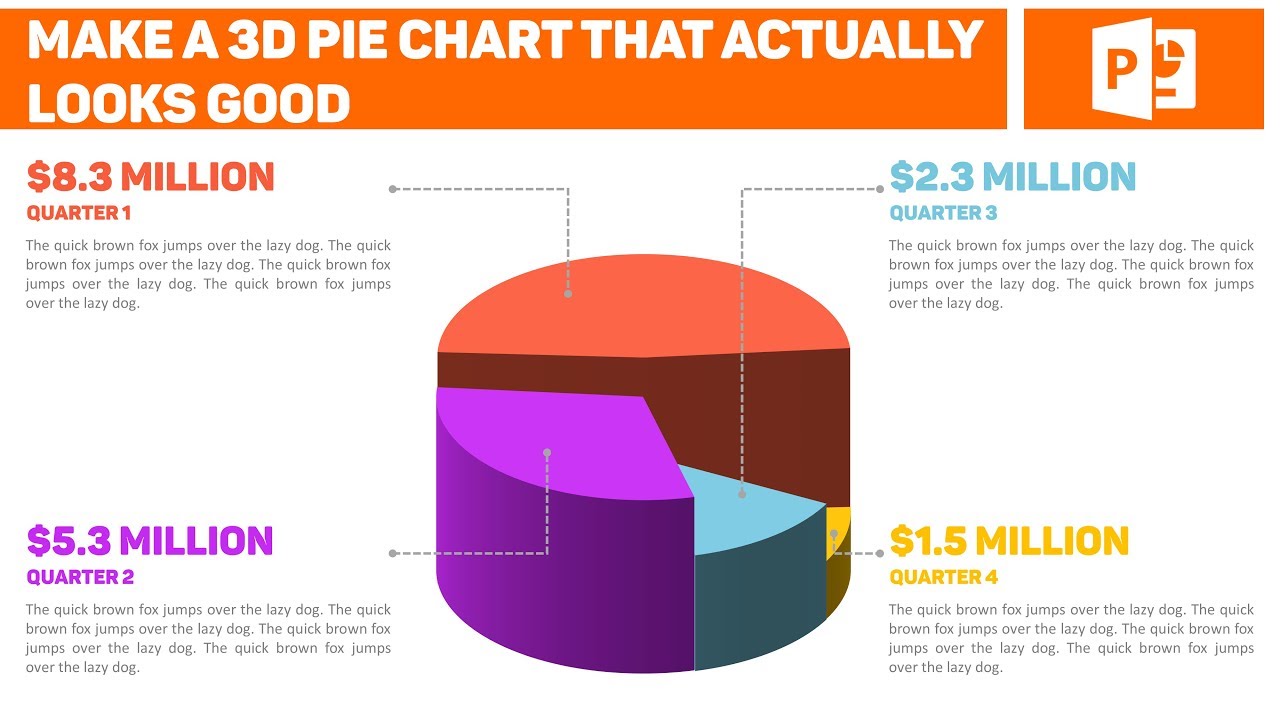 MAKE A 3D PIE CHART THAT ACTUALLY
LOOKS GOOD
P
$8.3 MILLION
QUARTER 1
The quick brown fox jumps over the lazy dog. The quick
brown fox jumps over the lazy dog. The quick brown fox
jumps over the lazy dog. The quick brown fox jumps
over the lazy dog.
$2.3 MILLION
QUARTER 3
The quick brown fox jumps over the lazy dog. The quick
brown fox jumps over the lazy dog. The quick brown fox
jumps over the lazy dog. The quick brown fox jumps
over the lazy dog.
$5.3 MILLION
QUARTER 2
The quick brown fox jumps over the lazy dog. The quick
brown fox jumps over the lazy dog. The quick brown fox
jumps over the lazy dog. The quick brown fox jumps
over the lazy dog.
$1.5 MILLION
QUARTER 4
The quick brown fox jumps over the lazy dog. The quick
brown fox jumps over the lazy dog. The quick brown fox
jumps over the lazy dog. The quick brown fox jumps
over the lazy dog.